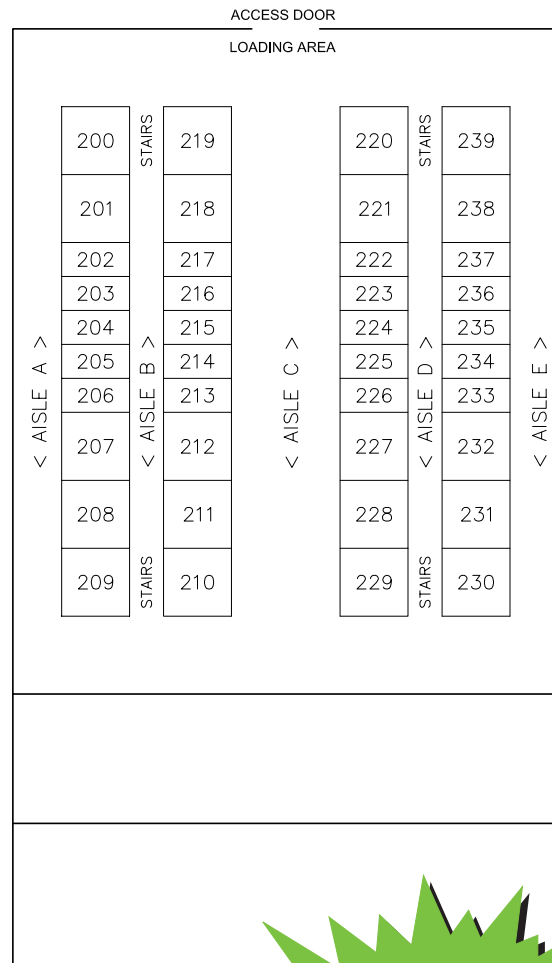 ACCESS DOOR
LOADING AREA
200 STAIRS 219 220 STAIRS 239
201 218 221 238
202 217 222 237
203 216 223 236
204 215 224 235
205 214 225 234
206 213 226 233
< AISLE A > < AISLE B > < AISLE C > < AISLE D > < AISLE E >
207 212 227 232
208 211 228 231
209 STAIRS 210 229 STAIRS 230